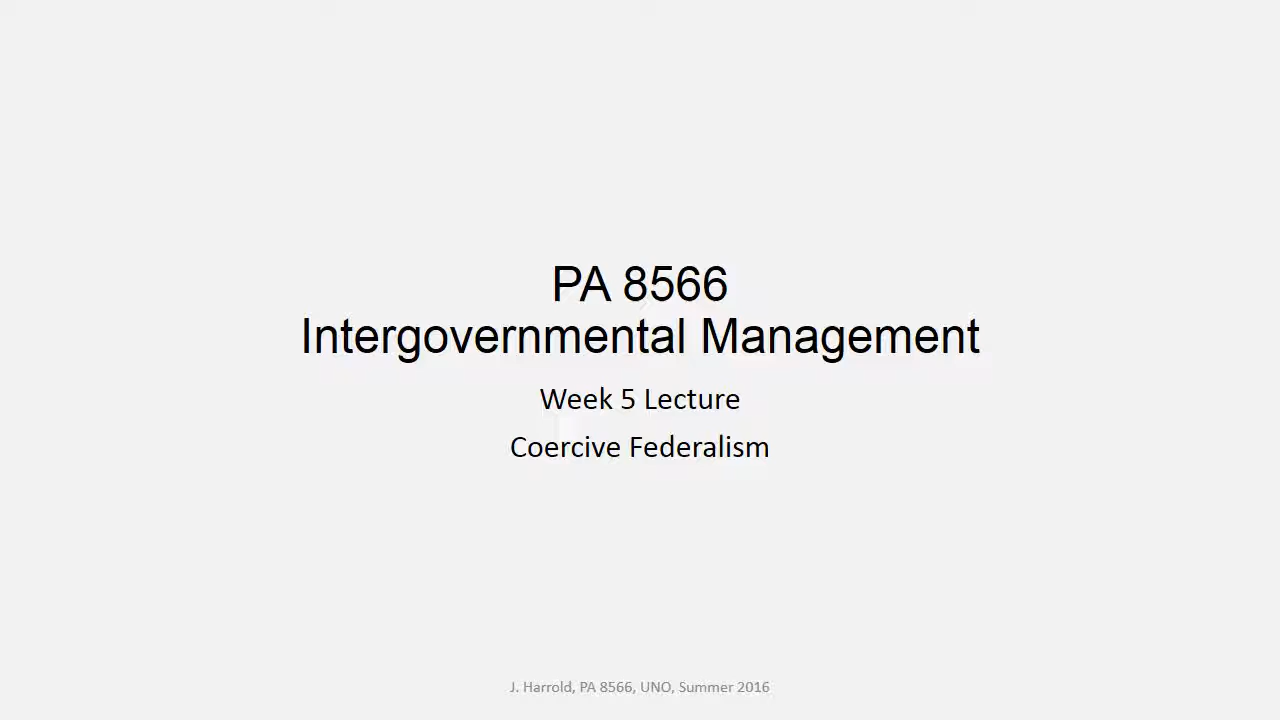 PA 8566
Intergovernmental Management
Week 5 Lecture
Coercive Federalism
J. Harrold, PA 8566, UNO, Summer 2016